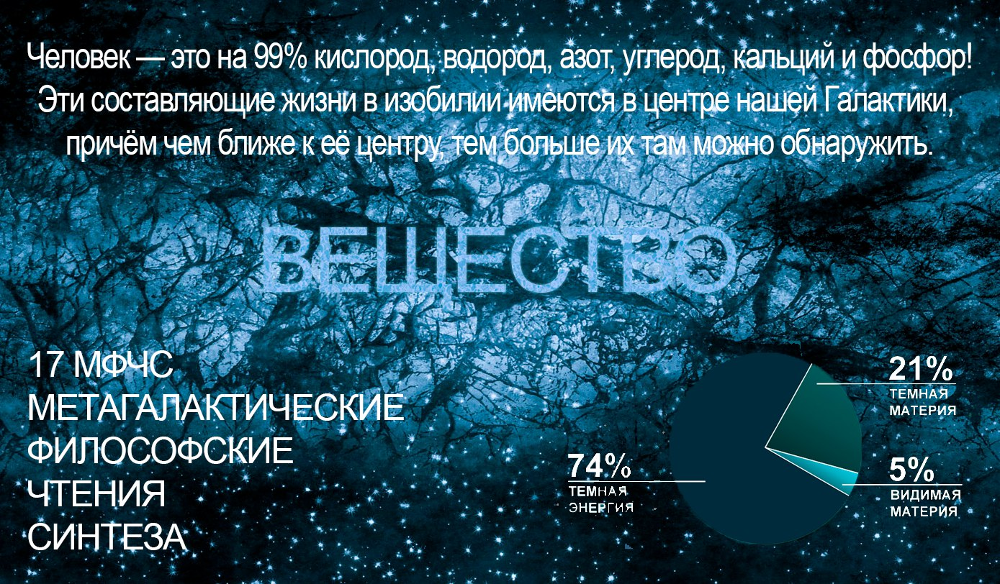 Человек — это на 99% кислород, водород, азот, углерод, кальций и фосфор!
Эти составляющие жизни в изобилии имеются в центре нашей Галактики,
причём чем ближе к её центру, тем больше их там можно обнаружить.
ВЕЩЕСТВО
17 МФЧС
МЕТАГАЛАКТИЧЕСКИЕ
ФИЛОСОФСКИЕ
ЧТЕНИЯ
СИНТЕЗА
74%
ТЕМНАЯ
ЭНЕРГИЯ
21%
ТЕМНАЯ
МАТЕРИЯ
5%
ВИДИМАЯ
МАТЕРИЯ